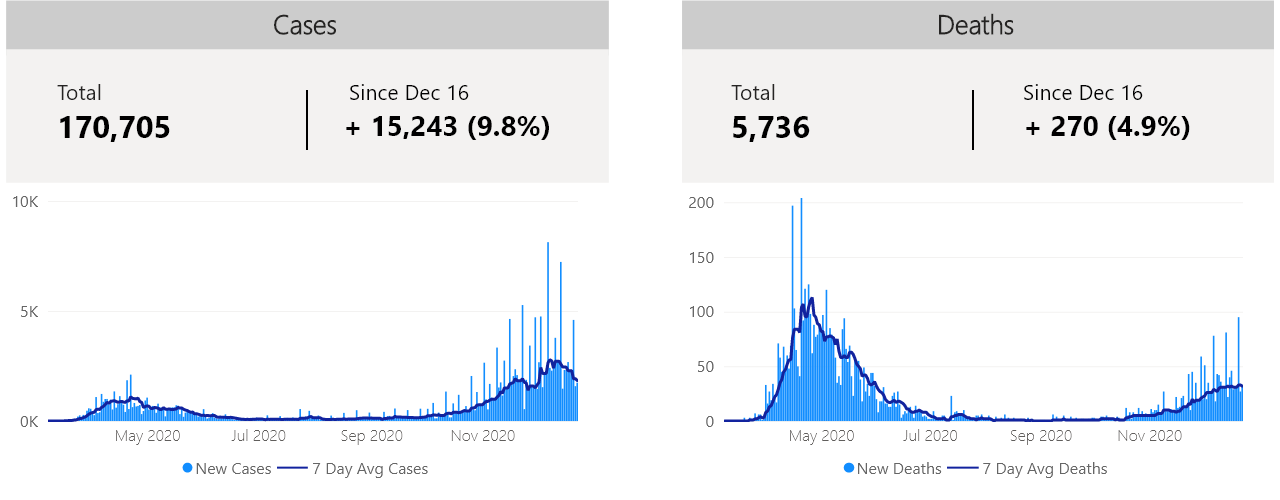 Cases
Total
170,705
Since Dec 16
+ 15,243 (9.8%)
10K
5K
0K
May 2020 Jul 2020 Sep 2020 Nov 2020
New Cases 7 Day Avg Cases
Deaths
Total
5,736
Since Dec 16
+ 270 (4.9%)
200
150
100
50
0
May 2020 Jul 2020 Sep 2020 Nov 2020
New Deaths 7 Day Avg Deaths